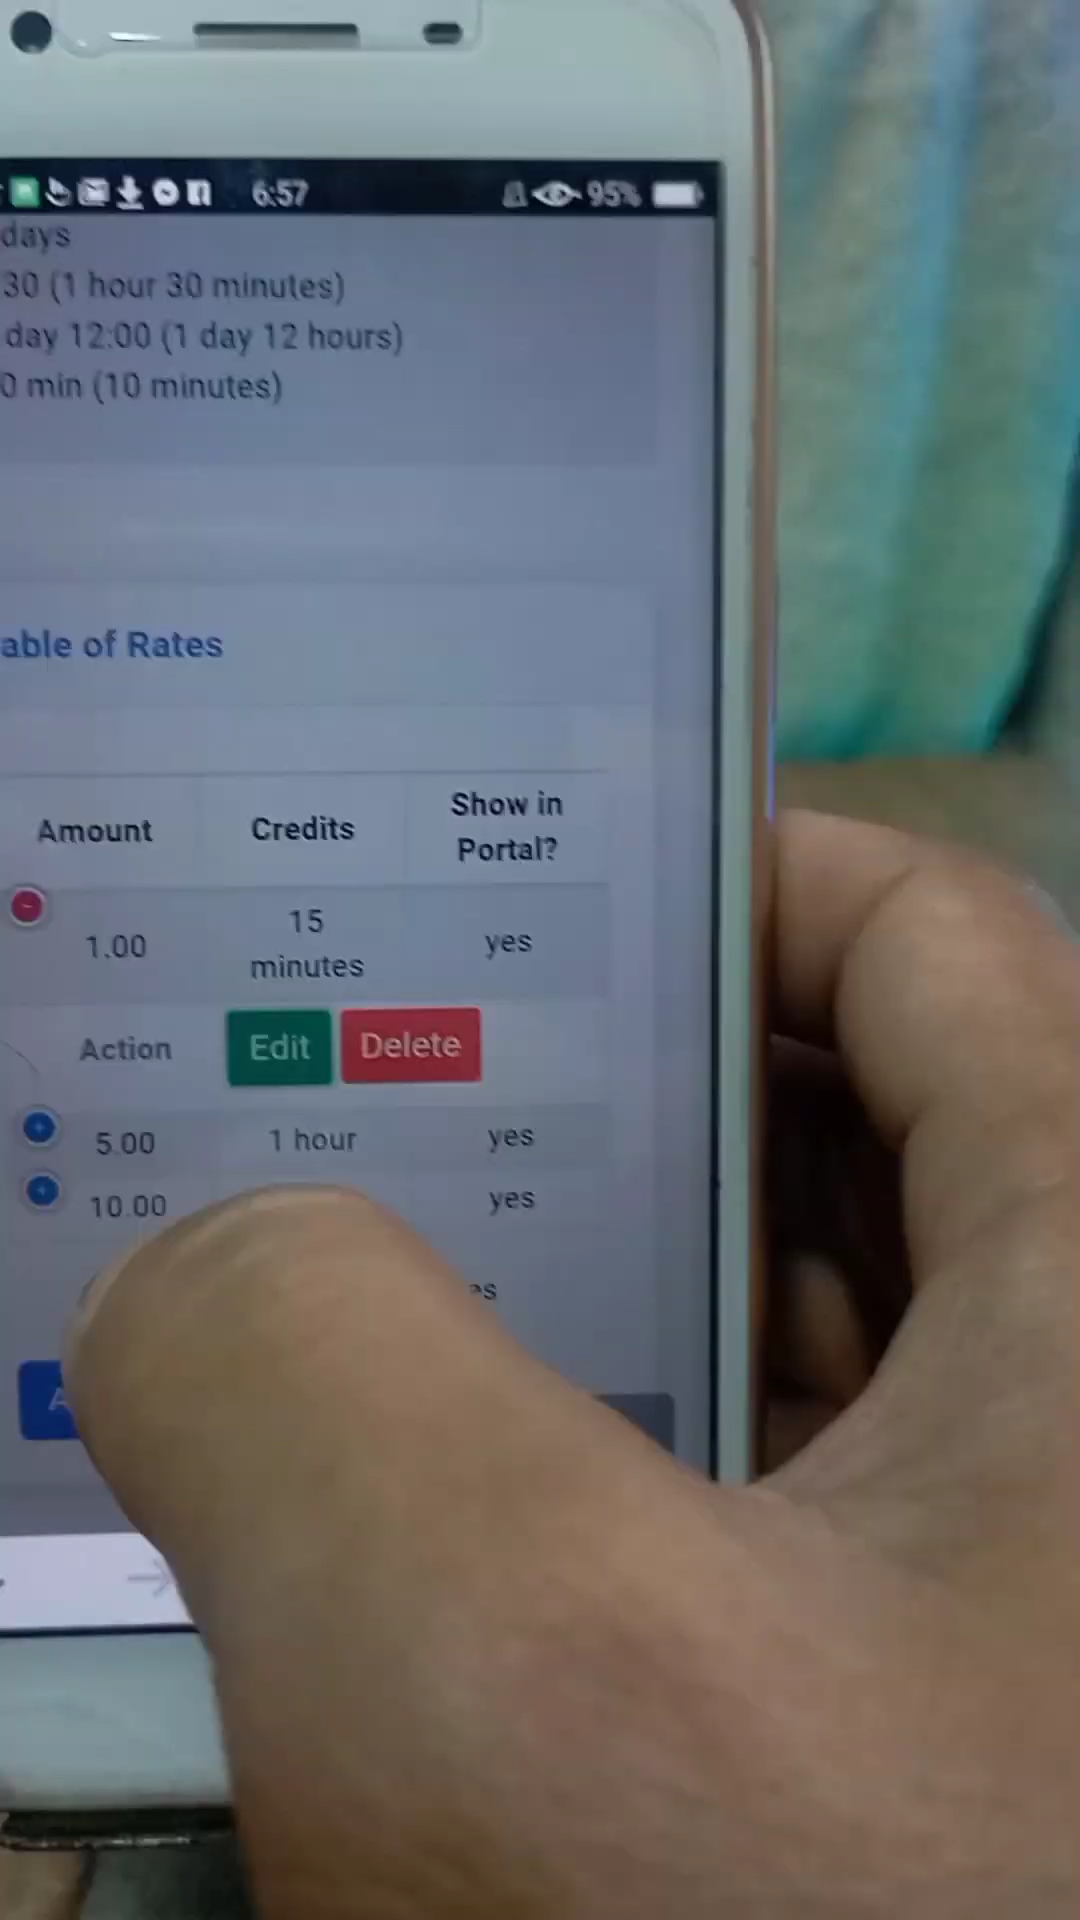 6:57 95%
days
30 (1 hour 30 minutes)
day 12:00 (1 day 12 hours)
0 min (10 minutes)
able of Rates
Amount Credits Show in Portal?
1.00 15 minutes yes
Action Edit Delete
5.00 1 hour yes
10.00 yes
es
A